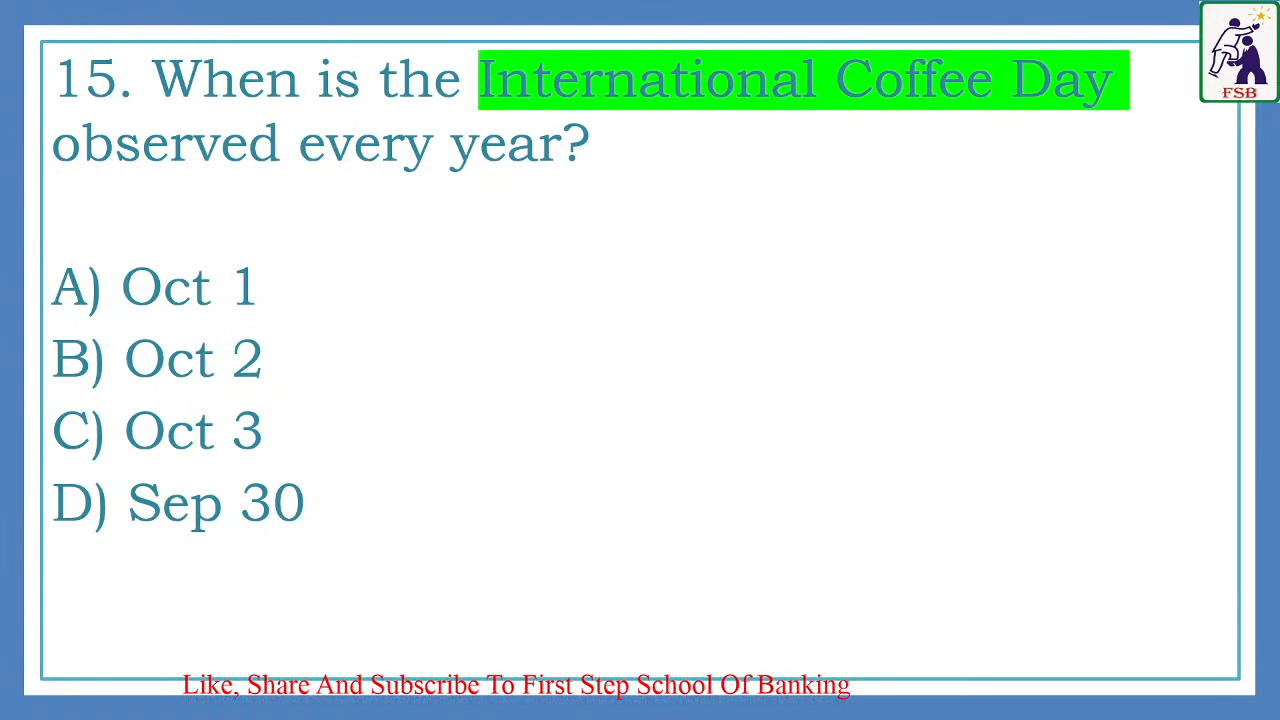 15. When is the International Coffee Day
observed every year?
A) Oct 1
B) Oct 2
C) Oct 3
D) Sep 30
FSB
Like, Share And Subscribe To First Step School Of Banking